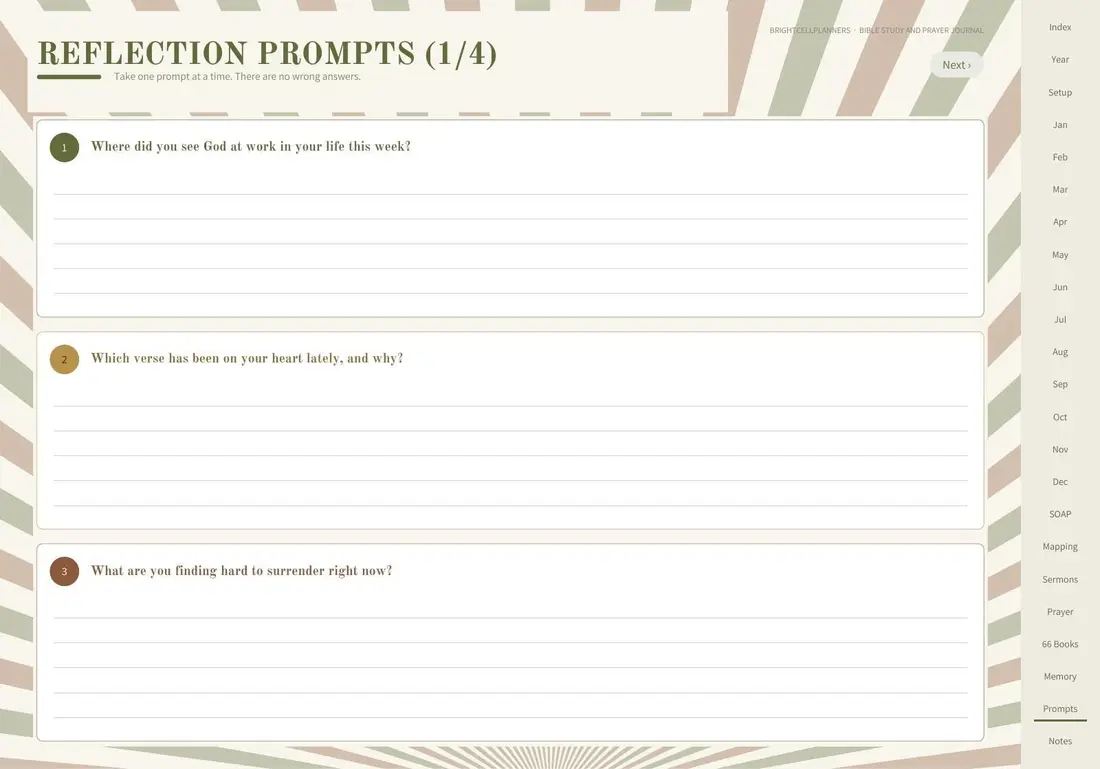 REFLECTION PROMPTS (1/4)
Take one prompt at a time. There are no wrong answers.
BRIGHTCELLPLANNERS · BIBLE STUDY AND PRAYER JOURNAL
Next ›
1 Where did you see God at work in your life this week?
2 Which verse has been on your heart lately, and why?
3 What are you finding hard to surrender right now?
Index
Year
Setup
Jan
Feb
Mar
Apr
May
Jun
Jul
Aug
Sep
Oct
Nov
Dec
SOAP
Mapping
Sermons
Prayer
66 Books
Memory
Prompts
Notes